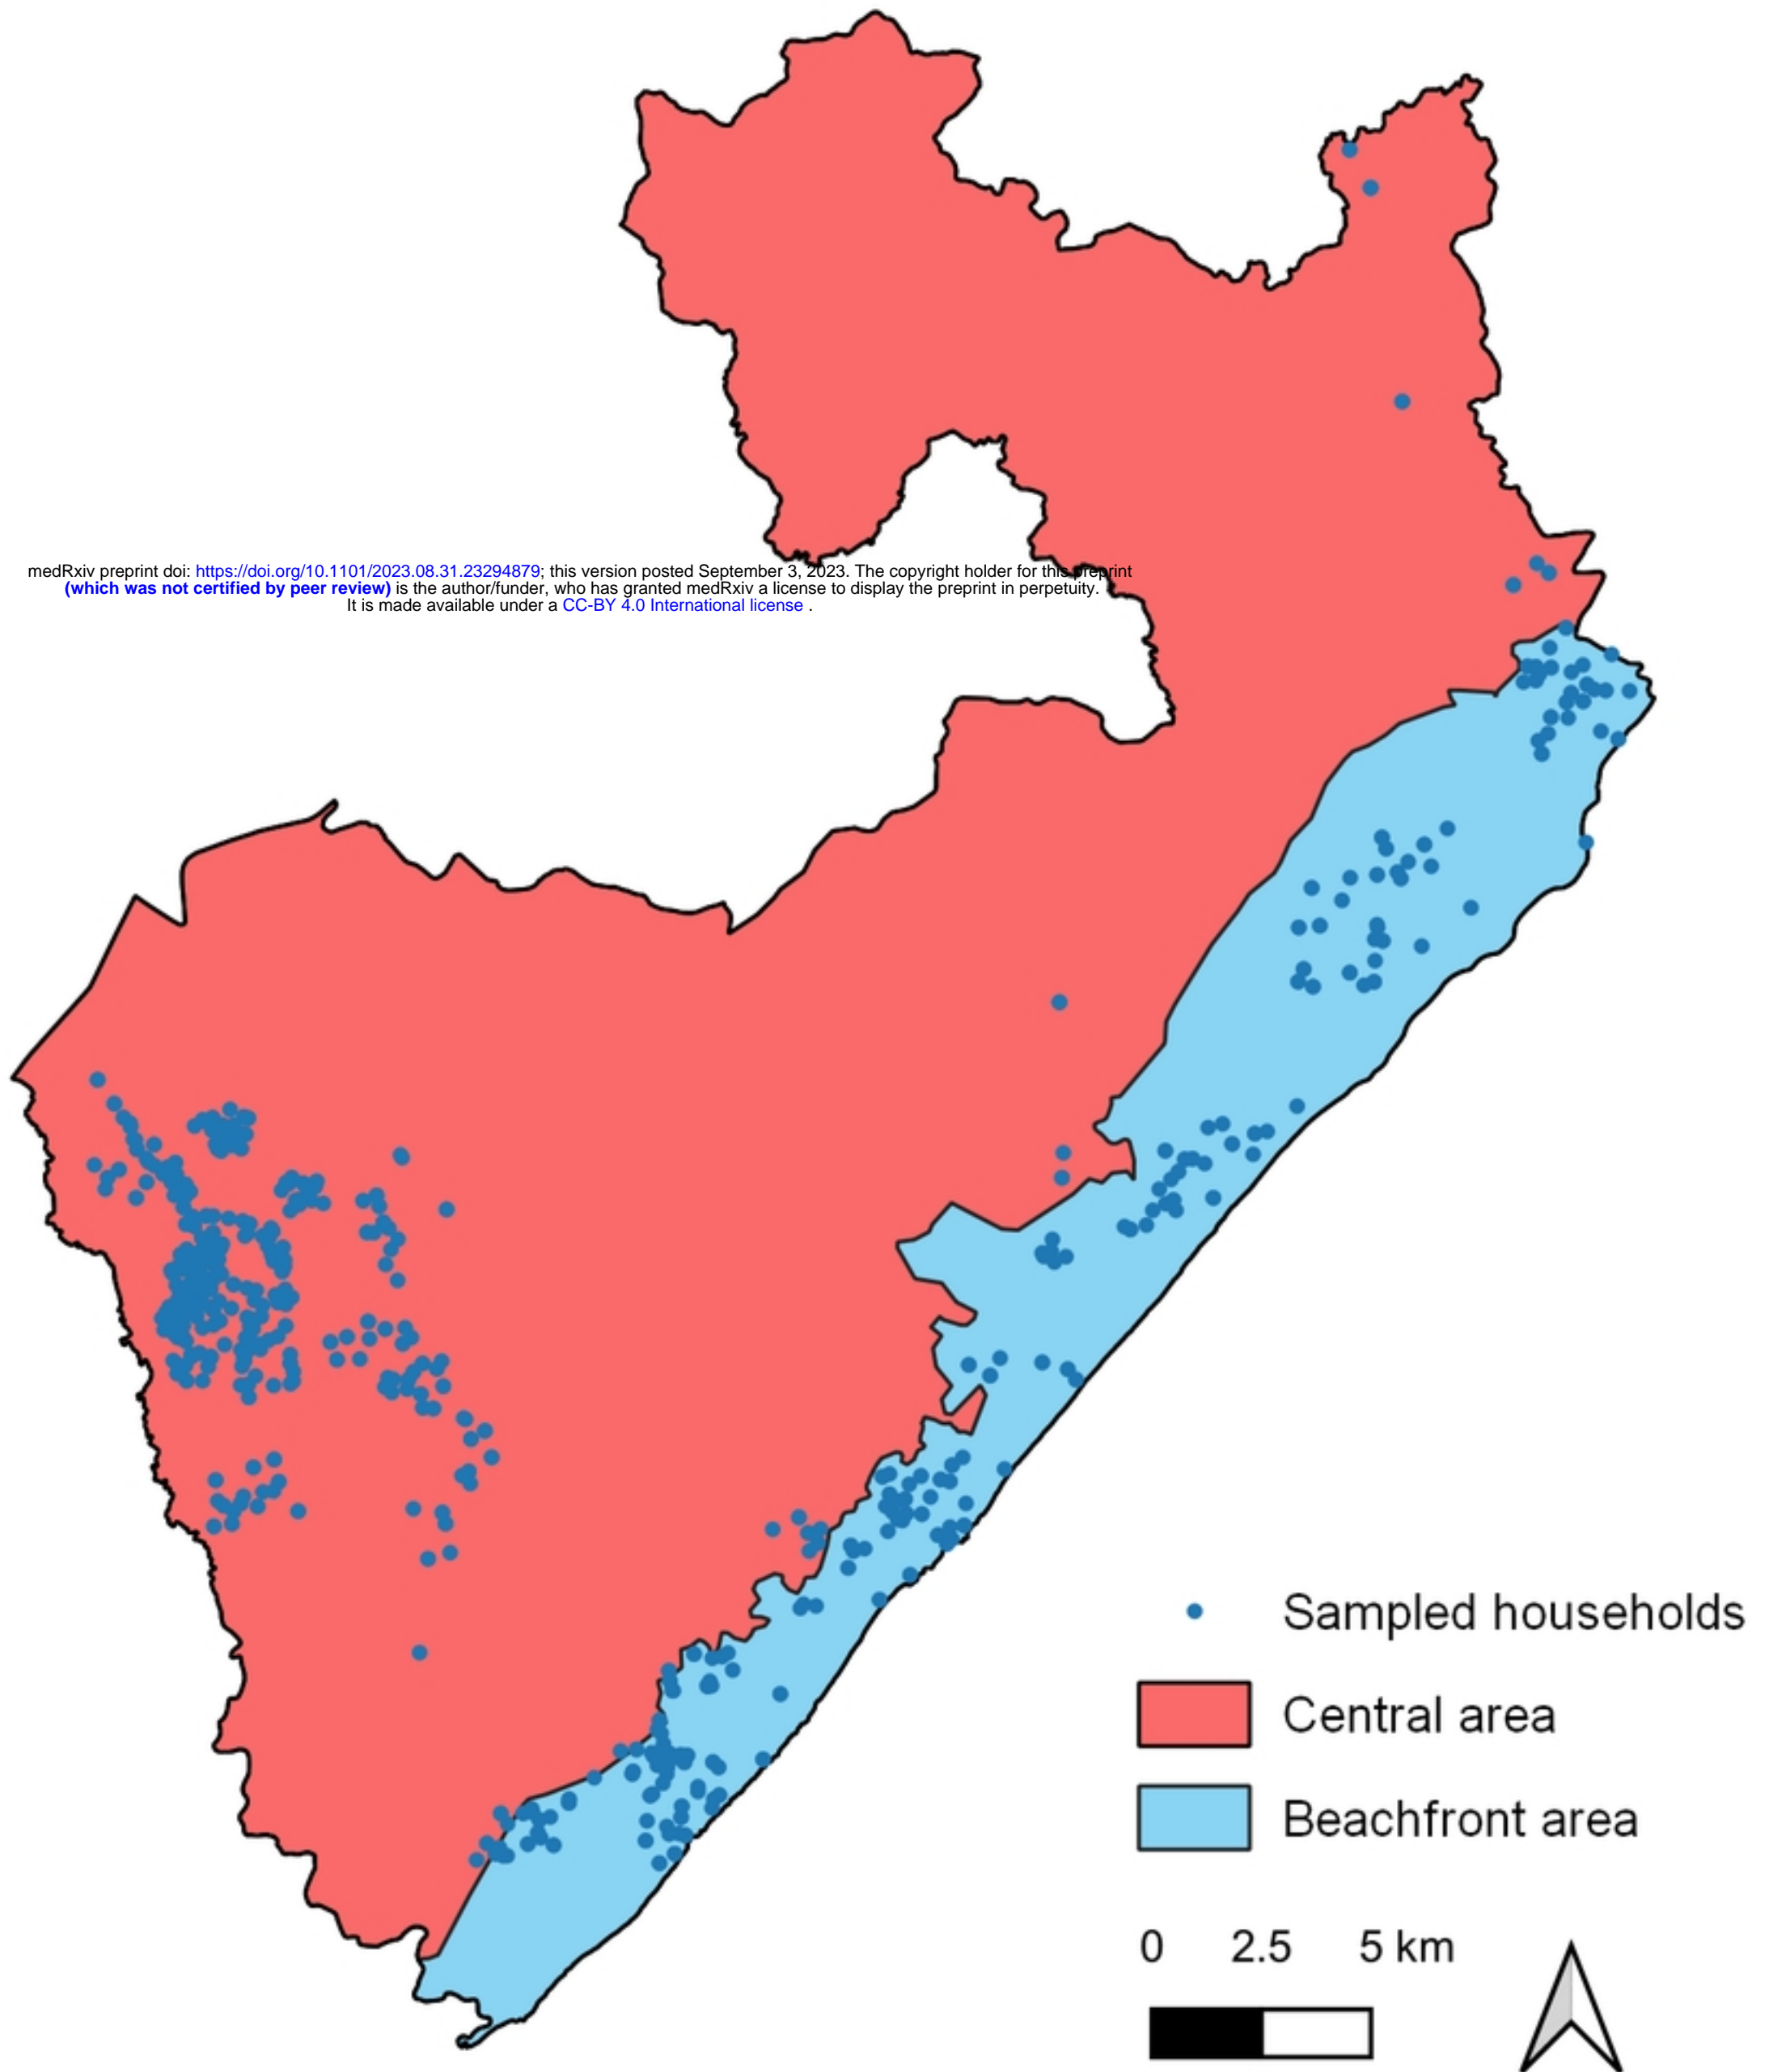 medRxiv preprint doi: https://doi.org/10.1101/2023.08.31.23294879; this version posted September 3, 2023. The copyright holder for this preprint
(which was not certified by peer review) is the author/funder, who has granted medRxiv a license to display the preprint in perpetuity.
It is made available under a CC-BY 4.0 International license .
Sampled households
Central area
Beachfront area
0 2.5 5 km